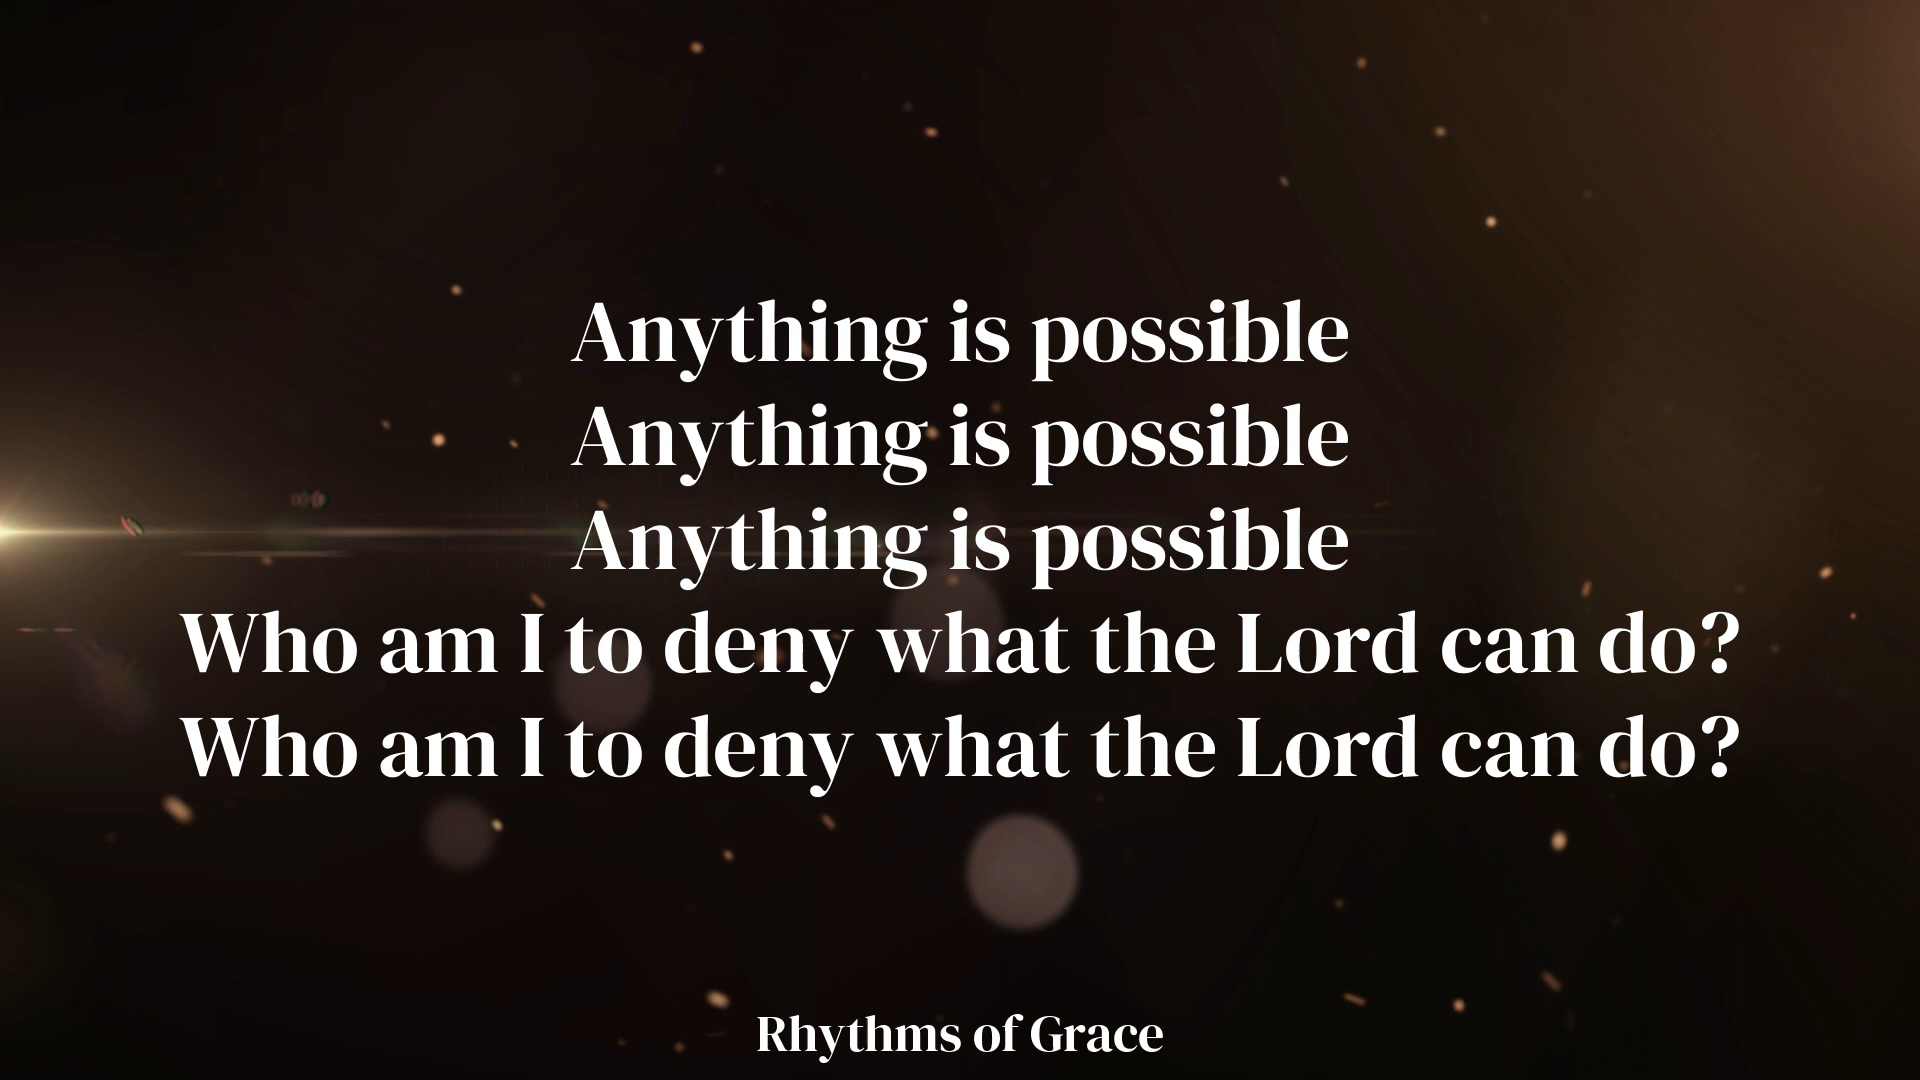 Anything is possible
Anything is possible
Anything is possible
Who am I to deny what the Lord can do?
Who am I to deny what the Lord can do?
Rhythms of Grace